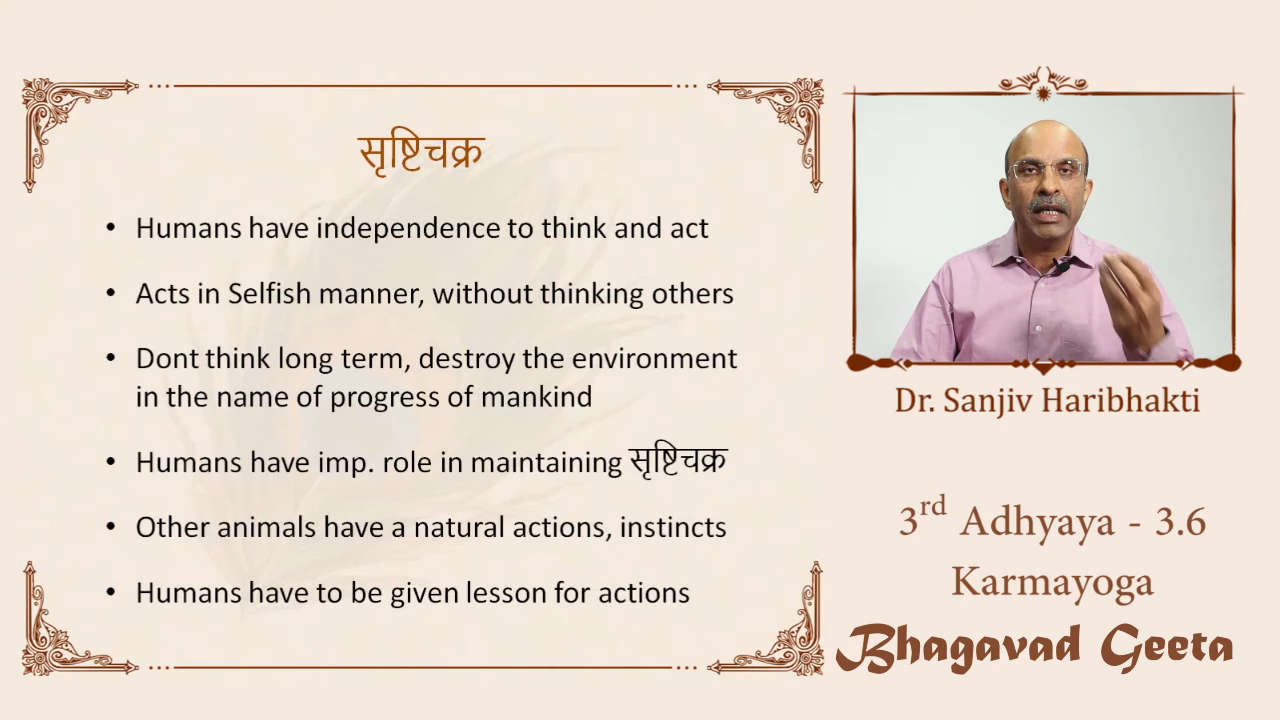 सृष्टिचक्र
• Humans have independence to think and act
• Acts in Selfish manner, without thinking others
• Dont think long term, destroy the environment
in the name of progress of mankind
• Humans have imp. role in maintaining सृष्टिचक्र
• Other animals have a natural actions, instincts
• Humans have to be given lesson for actions
Dr. Sanjiv Haribhakti
3rd Adhyaya - 3.6
Karmayoga
Bhagavad Geeta